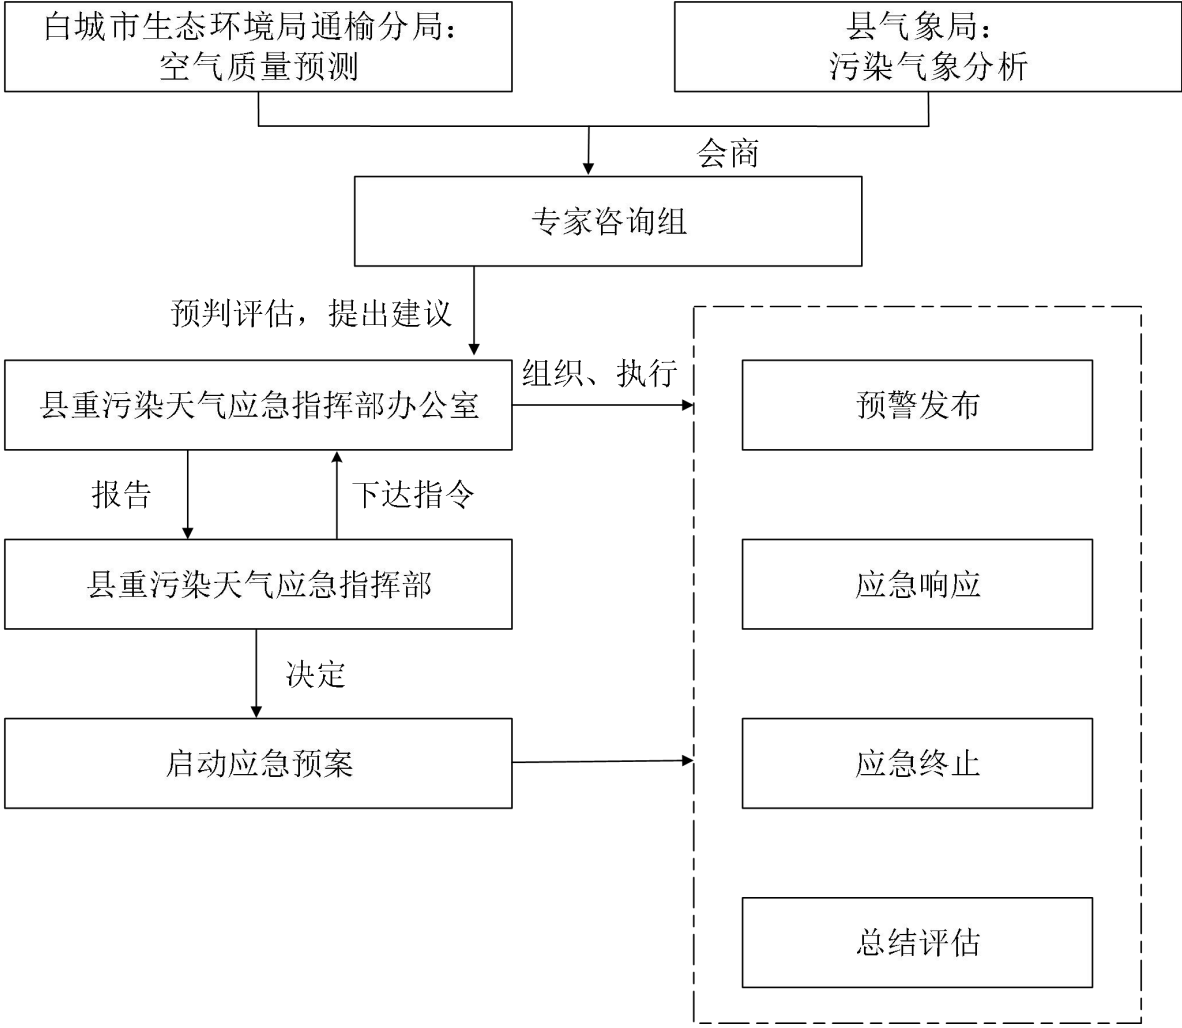 白城市生态环境局通榆分局：
空气质量预测
县气象局：
污染气象分析
会商
专家咨询组
预判评估，提出建议
县重污染天气应急指挥部办公室
组织、执行
预警发布
报告
下达指令
县重污染天气应急指挥部
应急响应
决定
启动应急预案
应急终止
总结评估